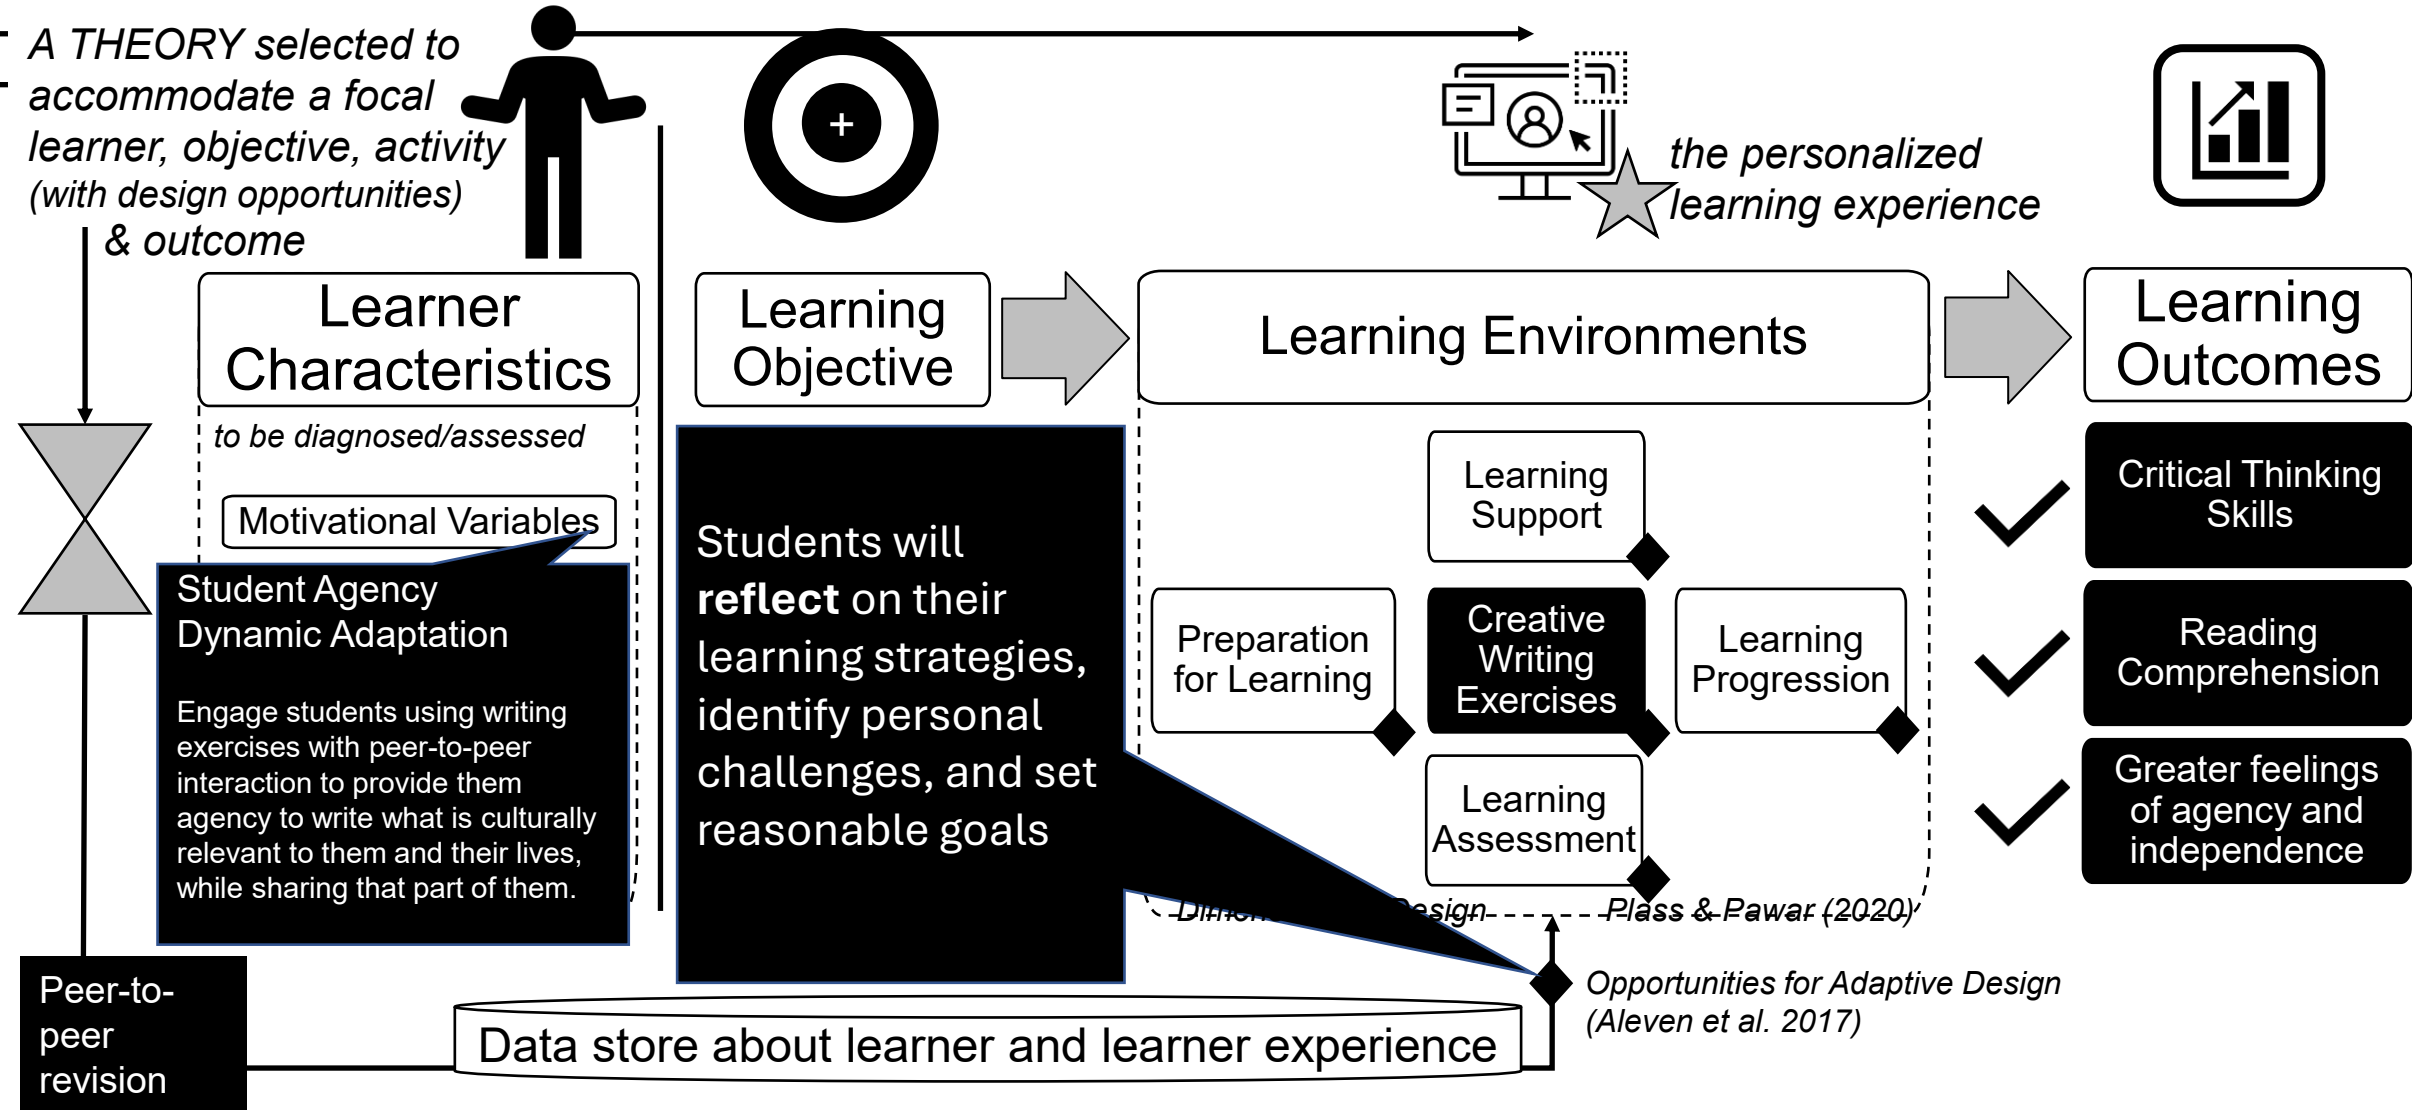 A THEORY selected to
accommodate a focal
learner, objective, activity
(with design opportunities)
& outcome
the personalized
learning experience
Learner
Characteristics
to be diagnosed/assessed
Motivational Variables
Student Agency
Dynamic Adaptation
Engage students using writing
exercises with peer-to-peer
interaction to provide them
agency to write what is culturally
relevant to them and their lives,
while sharing that part of them.
Learning
Objective
Students will
reflect on their
learning strategies,
identify personal
challenges, and set
reasonable goals
Learning Environments
Learning
Support
Preparation
for Learning
Creative
Writing
Exercises
Learning
Progression
Learning
Assessment
Plass & Pawar (2020)
Learning
Outcomes
Critical Thinking
Skills
Reading
Comprehension
Greater feelings
of agency and
independence
Opportunities for Adaptive Design
(Aleven et al. 2017)
Peer-to-
peer
revision
Data store about learner and learner experience